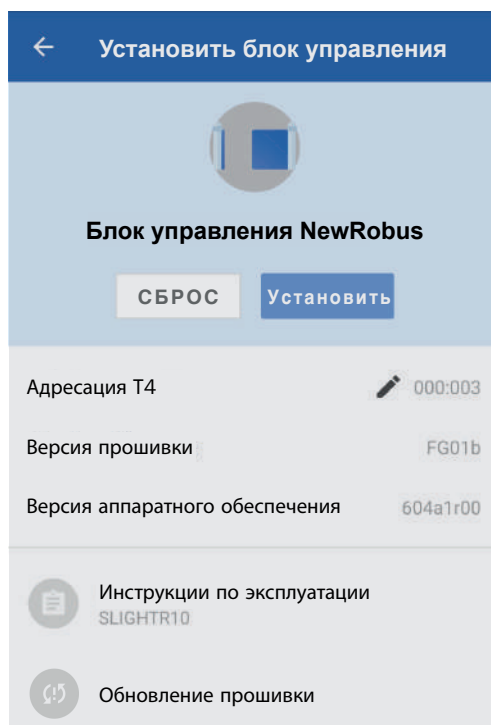 Установить блок управления
Блок управления NewRobus
СБРОС
Установить
Адресация T4
000:003
Версия прошивки
FG01b
Версия аппаратного обеспечения
604a1r00
Инструкции по эксплуатации
SLIGHTR10
Обновление прошивки